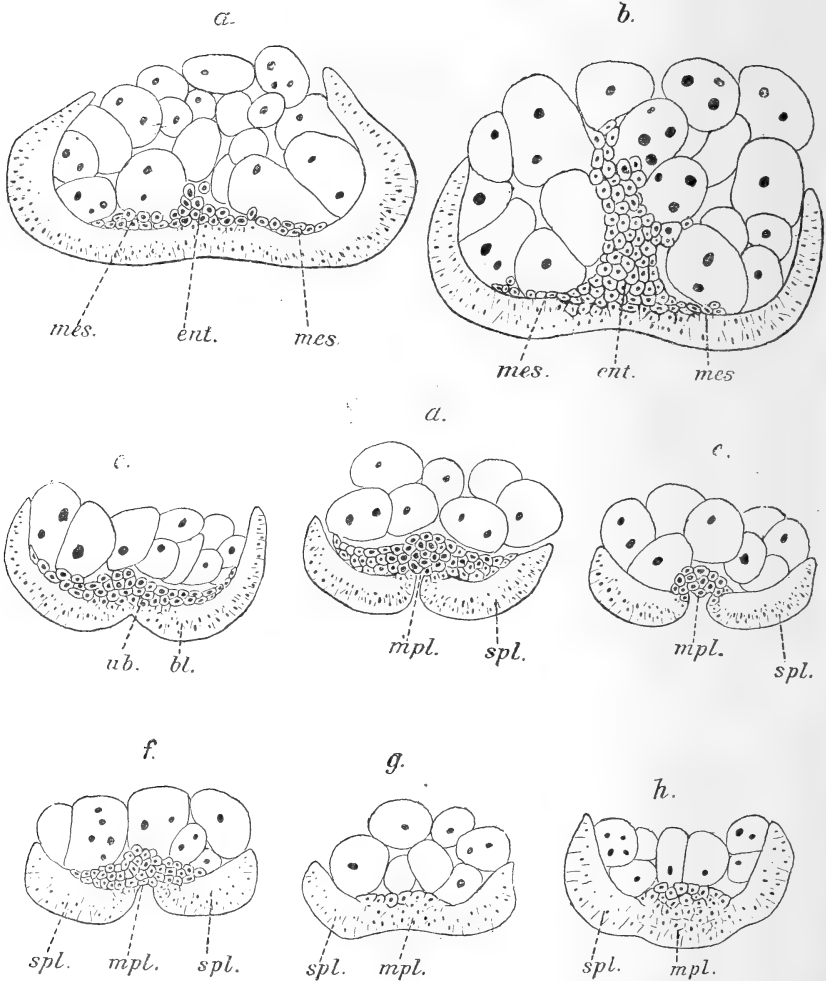 a. b.
mes. ent. mes.
mes. ent. mes
c. d. e.
ub. bl. mpl. spl. mpl. spl.
f. g. h.
spl. mpl. spl. spl. mpl. spl. mpl.